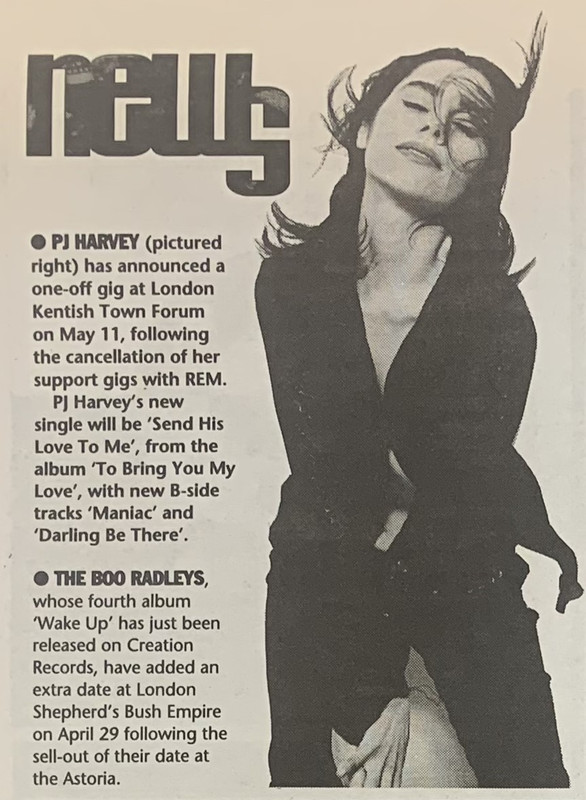 news
● PJ HARVEY (pictured
right) has announced a
one-off gig at London
Kentish Town Forum
on May 11, following
the cancellation of her
support gigs with REM.
PJ Harvey's new
single will be 'Send His
Love To Me', from the
album 'To Bring You My
Love', with new B-side
tracks 'Maniac' and
'Darling Be There'.
● THE BOO RADLEYS,
whose fourth album
'Wake Up' has just been
released on Creation
Records, have added an
extra date at London
Shepherd's Bush Empire
on April 29 following the
sell-out of their date at
the Astoria.